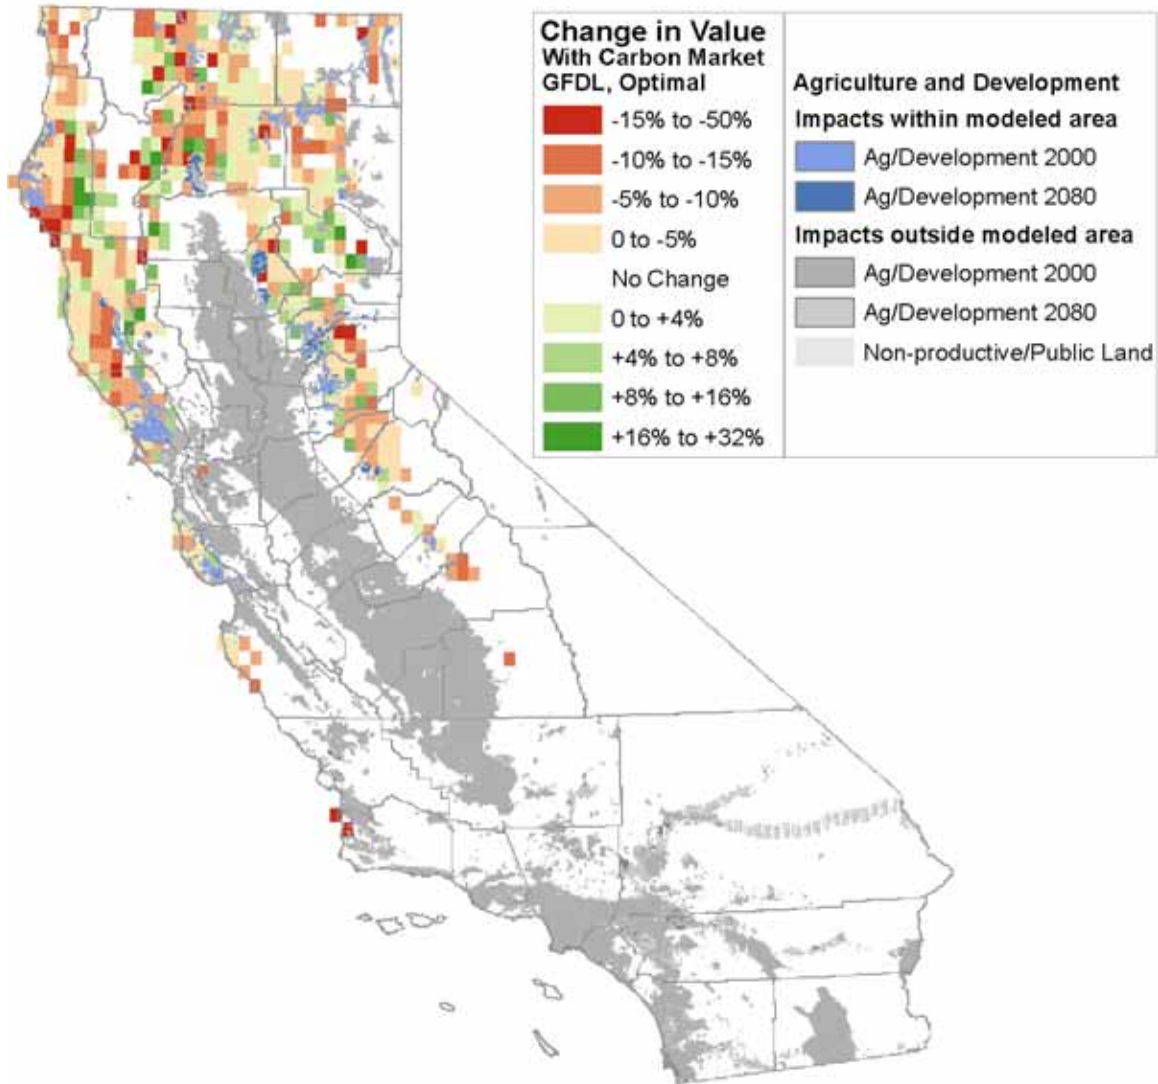 Change in Value
With Carbon Market
GFDL, Optimal
-15% to -50%
-10% to -15%
-5% to -10%
0 to -5%
No Change
0 to +4%
+4% to +8%
+8% to +16%
+16% to +32%
Agriculture and Development
Impacts within modeled area
Ag/Development 2000
Ag/Development 2080
Impacts outside modeled area
Ag/Development 2000
Ag/Development 2080
Non-productive/Public Land